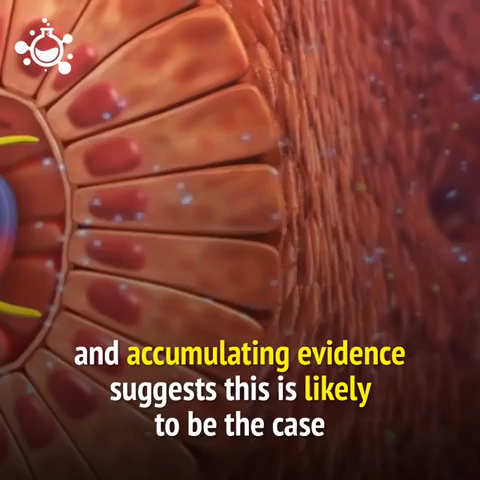 and accumulating evidence
suggests this is likely
to be the case